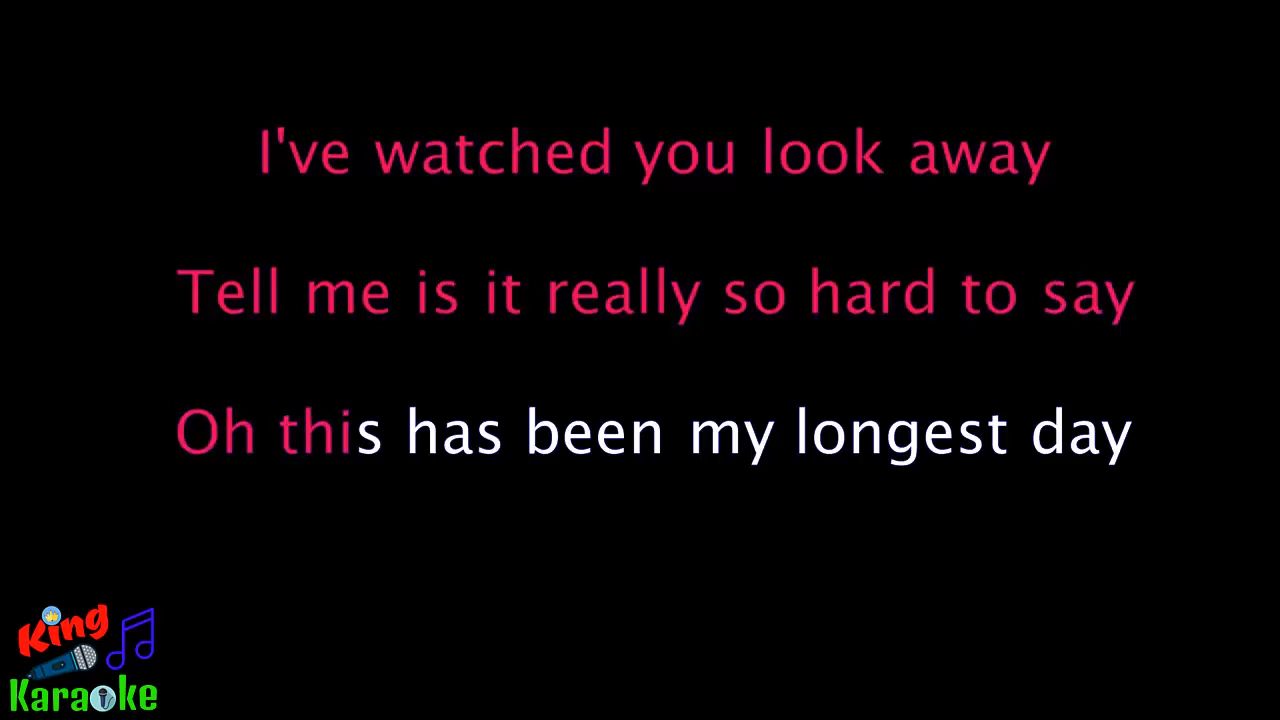 I've watched you look away
Tell me is it really so hard to say
Oh this has been my longest day
King
Karaoke